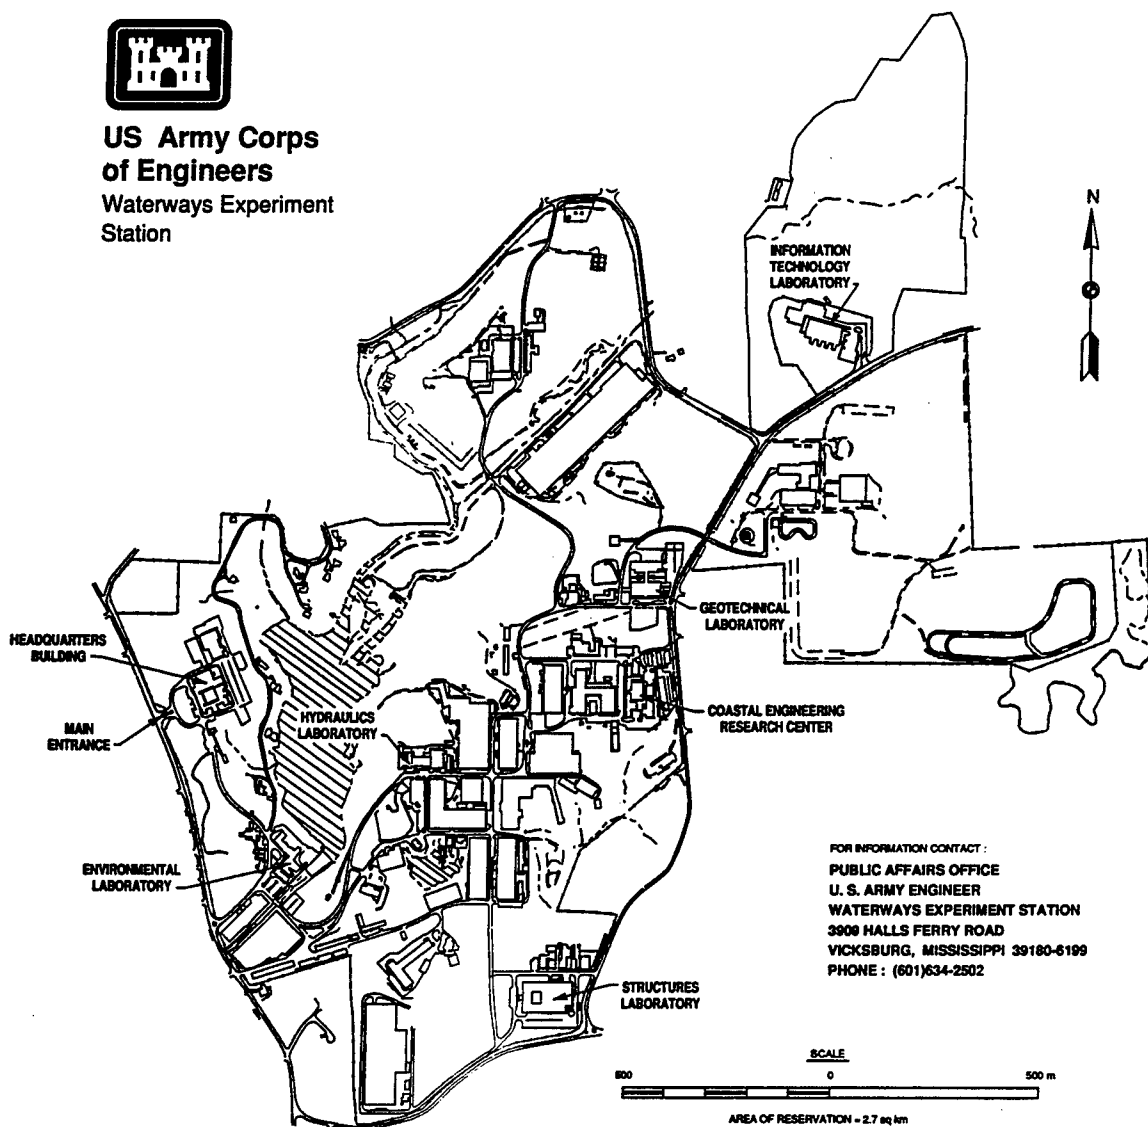 US Army Corps
of Engineers
Waterways Experiment
Station
N
INFORMATION
TECHNOLOGY
LABORATORY
GEOTECHNICAL
LABORATORY
HEADQUARTERS
BUILDING
MAIN
ENTRANCE
HYDRAULICS
LABORATORY
COASTAL ENGINEERING
RESEARCH CENTER
ENVIRONMENTAL
LABORATORY
STRUCTURES
LABORATORY
FOR INFORMATION CONTACT :
PUBLIC AFFAIRS OFFICE
U. S. ARMY ENGINEER
WATERWAYS EXPERIMENT STATION
3909 HALLS FERRY ROAD
VICKSBURG, MISSISSIPPI 39180-6199
PHONE : (601)634-2502
SCALE
500 0 500 m
AREA OF RESERVATION = 2.7 sq km